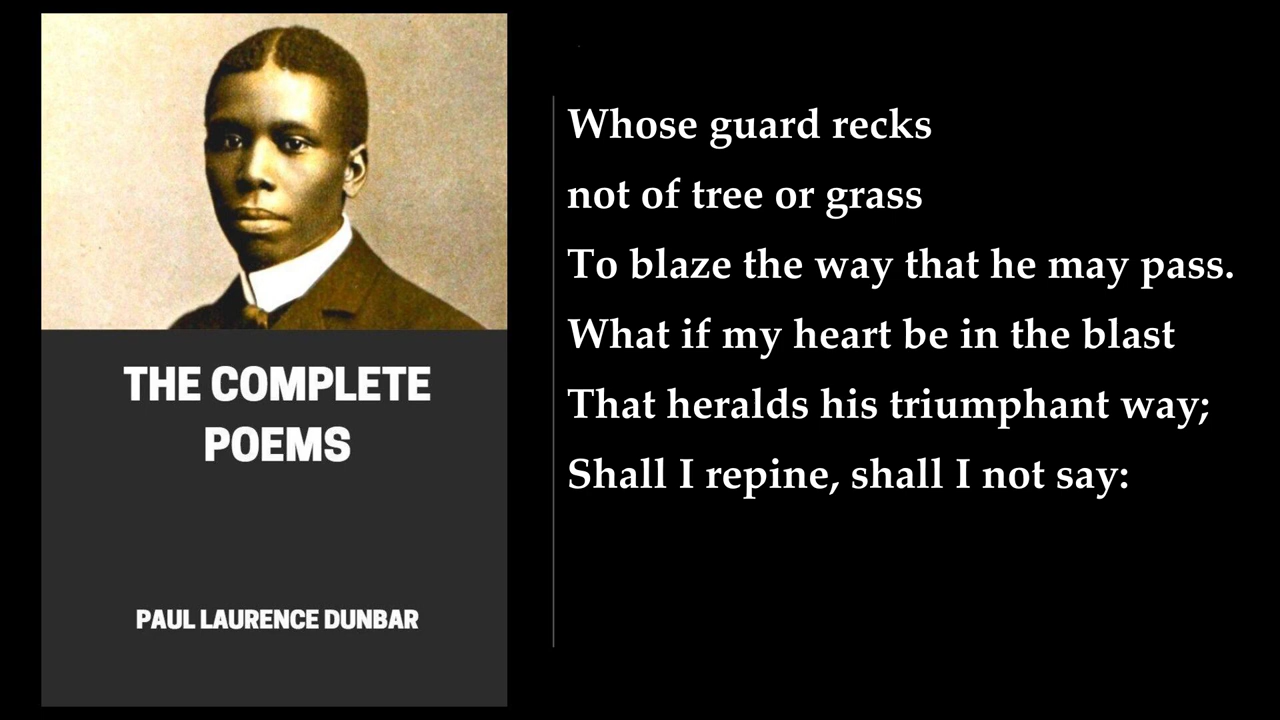 THE COMPLETE
POEMS
PAUL LAURENCE DUNBAR
Whose guard recks
not of tree or grass
To blaze the way that he may pass.
What if my heart be in the blast
That heralds his triumphant way;
Shall I repine, shall I not say: